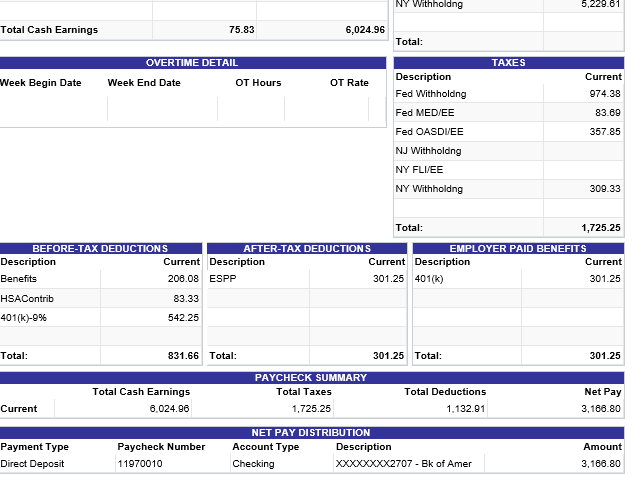 NY Withholdng 5,229.61
Total Cash Earnings 75.83 6,024.96
Total:
OVERTIME DETAIL
Week Begin Date Week End Date OT Hours OT Rate
TAXES
Description Current
Fed Withholdng 974.38
Fed MED/EE 83.69
Fed OASDI/EE 357.85
NJ Withholdng
NY FLI/EE
NY Withholdng 309.33
Total: 1,725.25
BEFORE-TAX DEDUCTIONS
Description Current
Benefits 206.08
HSAContrib 83.33
401(k)-9% 542.25
Total: 831.66
AFTER-TAX DEDUCTIONS
Description Current
ESPP 301.25
Total: 301.25
EMPLOYER PAID BENEFITS
Description Current
401(k) 301.25
Total: 301.25
PAYCHECK SUMMARY
Total Cash Earnings Total Taxes Total Deductions Net Pay
Current 6,024.96 1,725.25 1,132.91 3,166.80
NET PAY DISTRIBUTION
Payment Type Paycheck Number Account Type Description Amount
Direct Deposit 11970010 Checking XXXXXXXX2707 - Bk of Amer 3,166.80